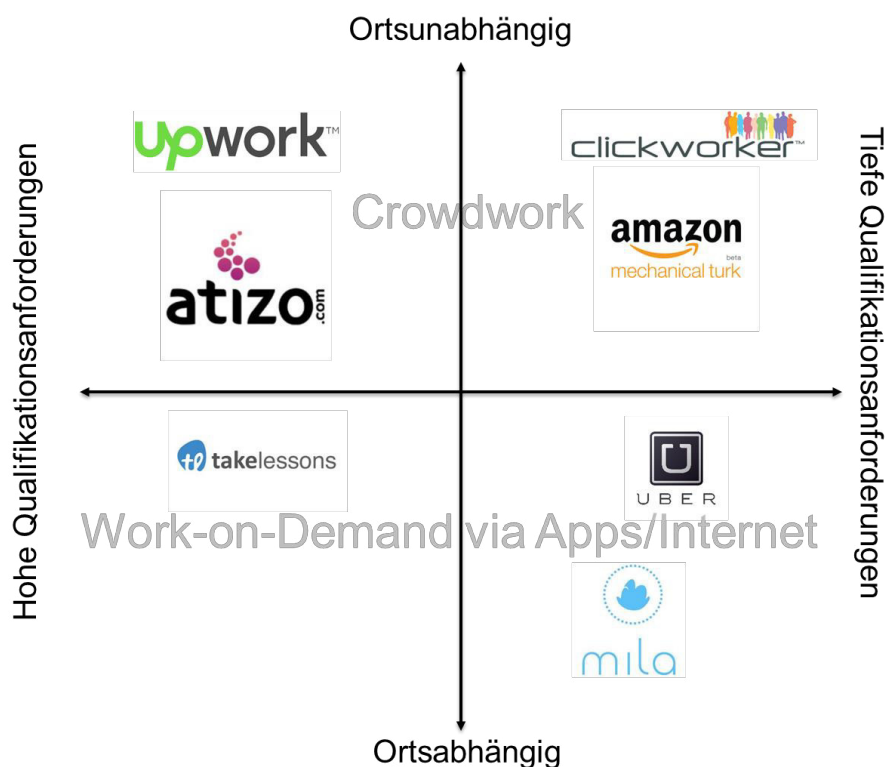 Ortsunabhängig
Hohe Qualifikationsanforderungen
Tiefe Qualifikationsanforderungen
upwork™
clickworker™
Crowdwork
atizo.com
amazon
beta
mechanical turk
tl takelessons
U
UBER
Work-on-Demand via Apps/Internet
mila
Ortsabhängig